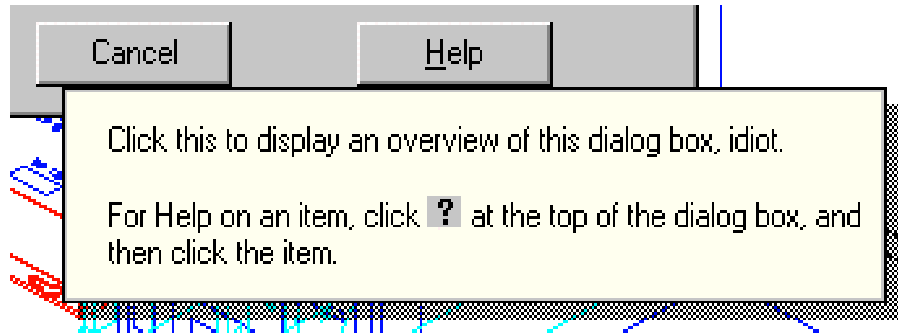 Cancel Help
Click this to display an overview of this dialog box, idiot.
For Help on an item, click ? at the top of the dialog box, and
then click the item.